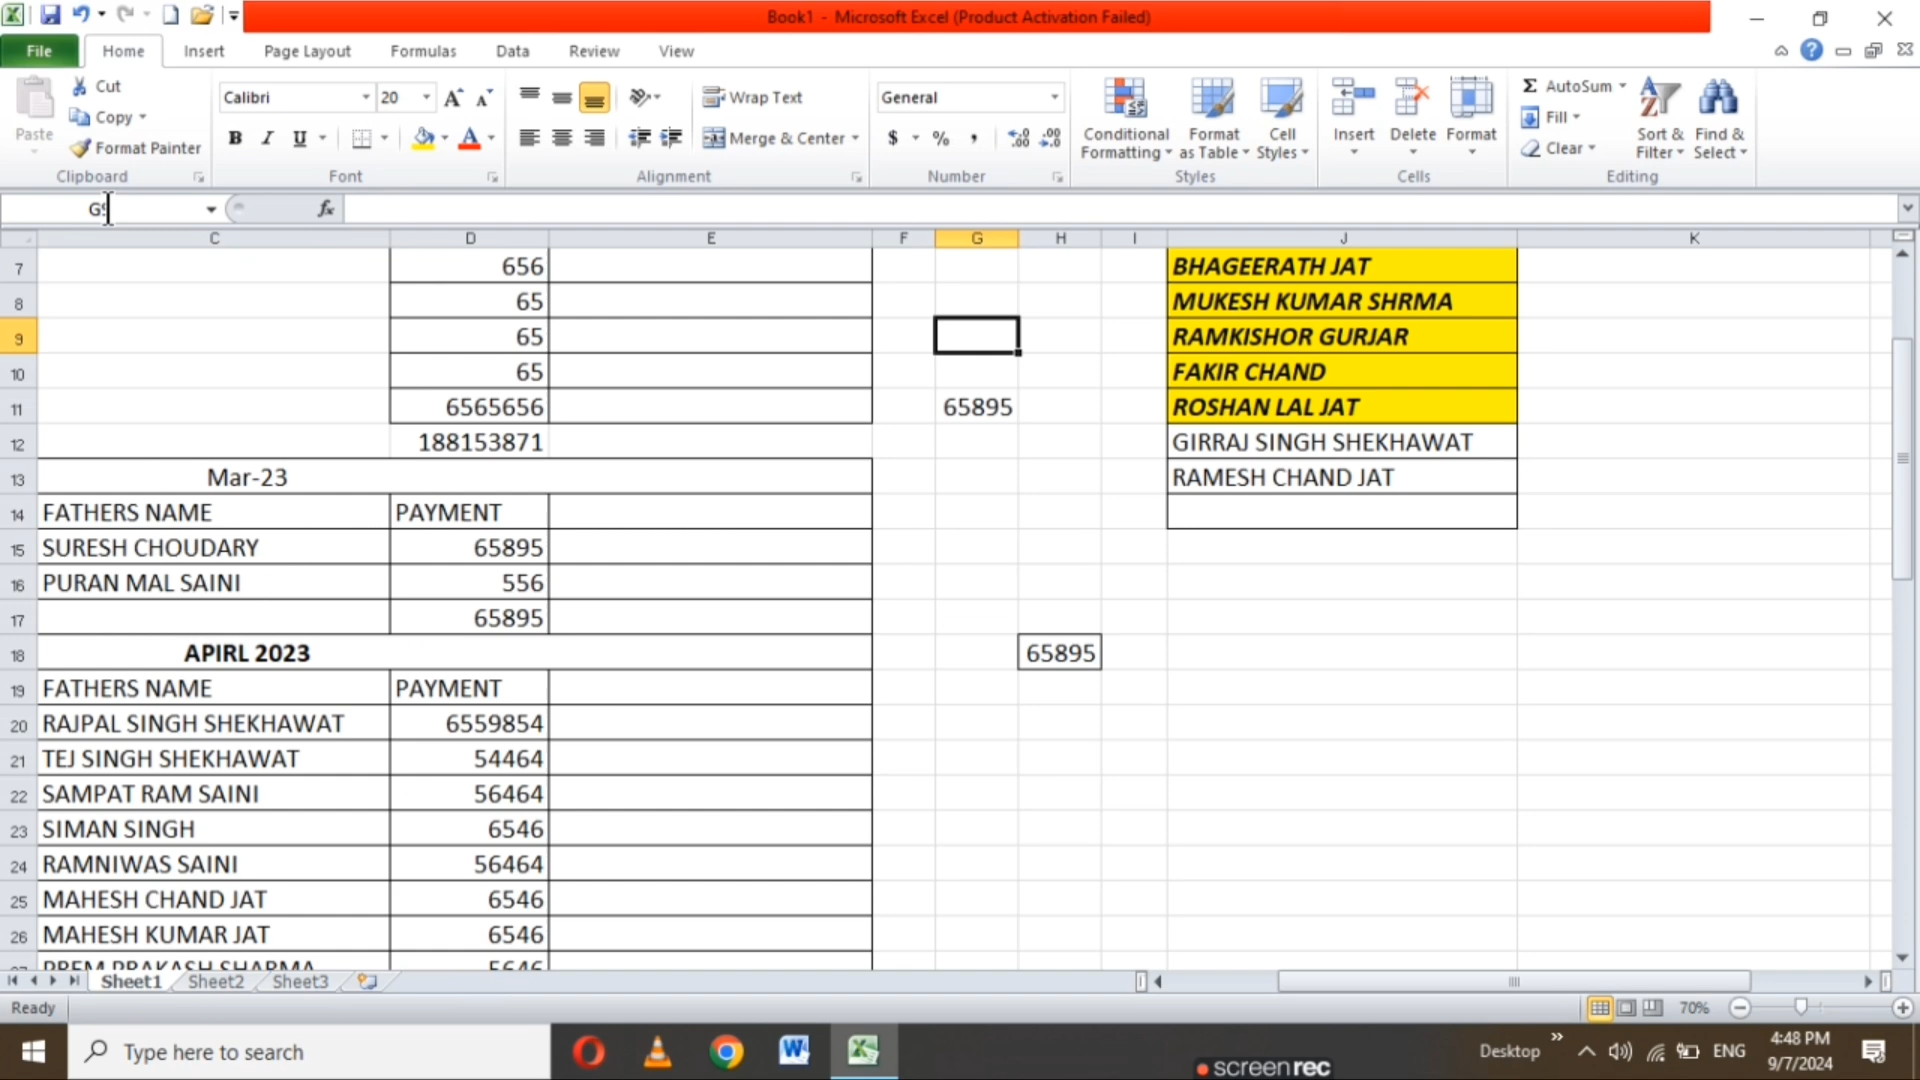 Book1 - Microsoft Excel (Product Activation Failed)
File Home Insert Page Layout Formulas Data Review View
Paste
Cut
Copy
Format Painter
Clipboard
Calibri 20
B I U
Font
Wrap Text
Merge & Center
Alignment
General
$ % ,
Number
Conditional Formatting
Format as Table
Cell Styles
Styles
Insert Delete Format
Cells
Σ AutoSum
Fill
Clear
Sort & Filter
Find & Select
Editing
fx
C D E F G H I J K
7 656 BHAGEERATH JAT
8 65 MUKESH KUMAR SHRMA
9 65 RAMKISHOR GURJAR
10 65 FAKIR CHAND
11 6565656 65895 ROSHAN LAL JAT
12 188153871 GIRRAJ SINGH SHEKHAWAT
13 Mar-23 RAMESH CHAND JAT
14 FATHERS NAME PAYMENT
15 SURESH CHOUDARY 65895
16 PURAN MAL SAINI 556
17 65895
18 APIRL 2023 65895
19 FATHERS NAME PAYMENT
20 RAJPAL SINGH SHEKHAWAT 6559854
21 TEJ SINGH SHEKHAWAT 54464
22 SAMPAT RAM SAINI 56464
23 SIMAN SINGH 6546
24 RAMNIWAS SAINI 56464
25 MAHESH CHAND JAT 6546
26 MAHESH KUMAR JAT 6546
PREM PRAKASH SHARMA 5646
Sheet1 Sheet2 Sheet3
Ready 70%
Type here to search
screenrec
Desktop ENG
4:48 PM
9/7/2024